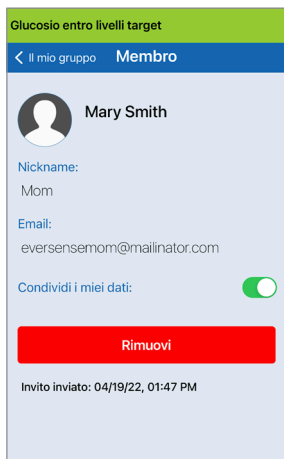 Glucosio entro livelli target
Il mio gruppo Membro
Mary Smith
Nickname:
Mom
Email:
eversensemom@mailinator.com
Condividi i miei dati:
Rimuovi
Invito inviato: 04/19/22, 01:47 PM